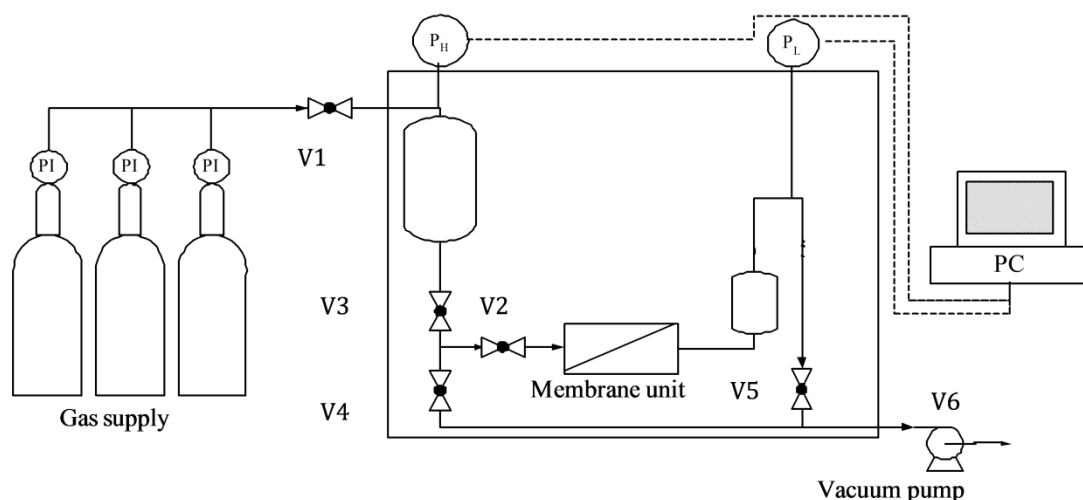 P_H
P_L
PI
PI
PI
V1
V3
V2
PC
Membrane unit
V5
V4
V6
Gas supply
Vacuum pump